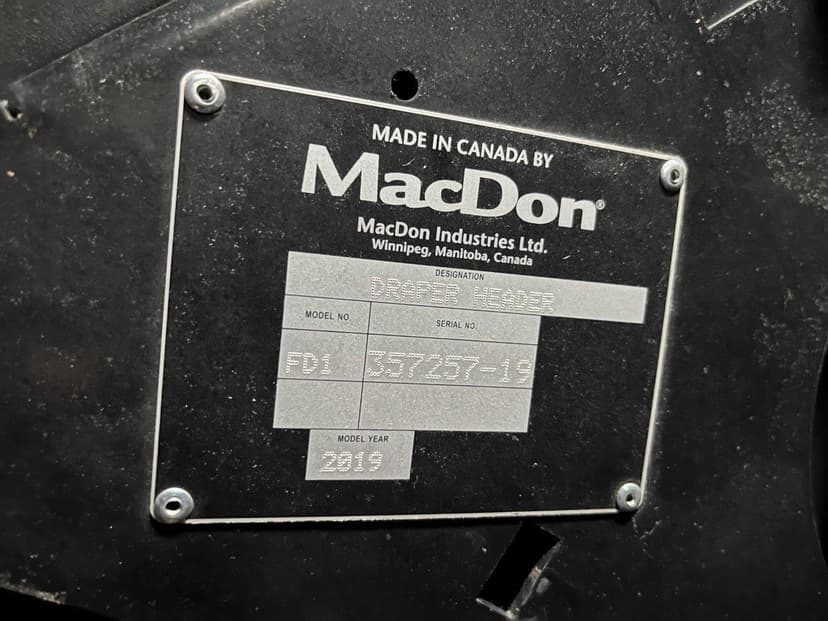 MADE IN CANADA BY
MacDon®
MacDon Industries Ltd.
Winnipeg, Manitoba, Canada
DESIGNATION
DRAPER HEADER
MODEL NO. SERIAL NO.
FD1 357257-19
MODEL YEAR
2019